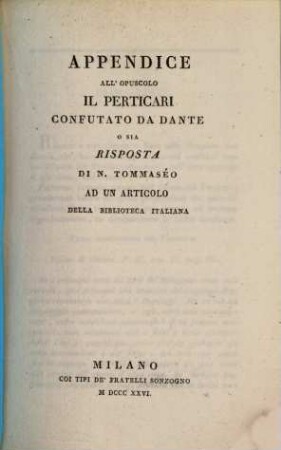 APPENDICE
ALL' OPUSCOLO
IL PERTICARI
CONFUTATO DA DANTE
O SIA
RISPOSTA
DI N. TOMMASÉO
AD UN ARTICOLO
DELLA BIBLIOTECA ITALIANA
MILANO
COI TIPI DE' FRATELLI SONZOGNO
M DCCC XXVI.